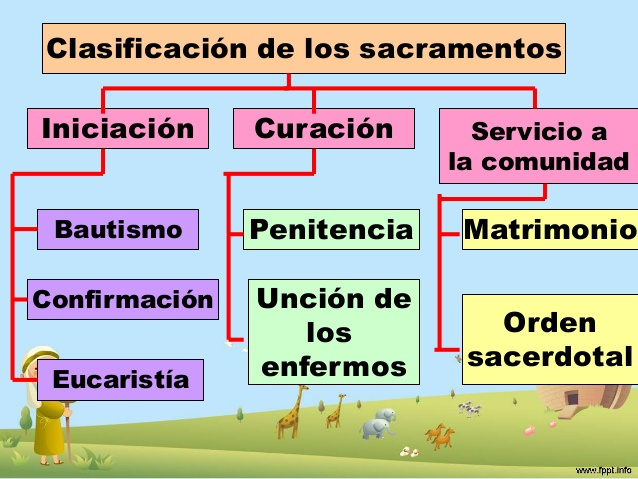 Clasificación de los sacramentos
Iniciación
Curación
Servicio a
la comunidad
Bautismo
Penitencia
Matrimonio
Confirmación
Unción de
los
enfermos
Orden
sacerdotal
Eucaristía
www.fppt.info